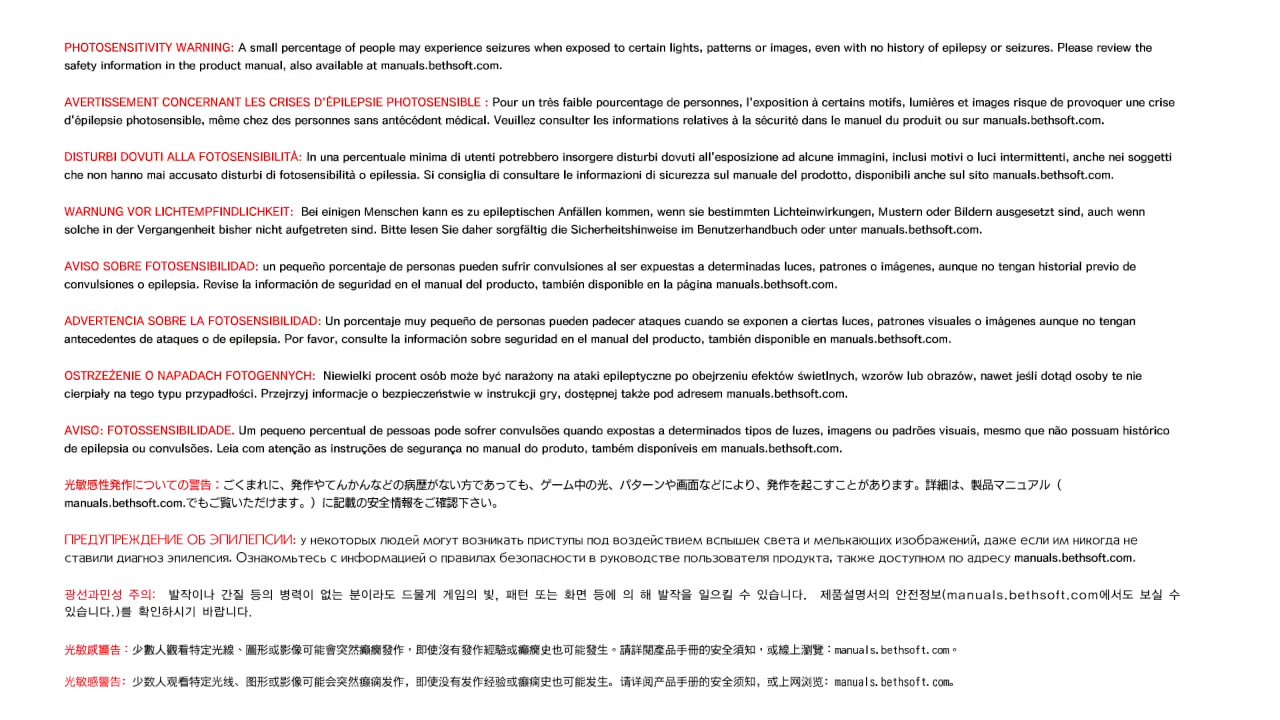 PHOTOSENSITIVITY WARNING: A small percentage of people may experience seizures when exposed to certain lights, patterns or images, even with no history of epilepsy or seizures. Please review the
safety information in the product manual, also available at manuals.bethsoft.com.
AVERTISSEMENT CONCERNANT LES CRISES D'ÉPILEPSIE PHOTOSENSIBLE : Pour un très faible pourcentage de personnes, l'exposition à certains motifs, lumières et images risque de provoquer une crise
d'épilepsie photosensible, même chez des personnes sans antécédent médical. Veuillez consulter les informations relatives à la sécurité dans le manuel du produit ou sur manuals.bethsoft.com.
DISTURBI DOVUTI ALLA FOTOSENSIBILITÀ: In una percentuale minima di utenti potrebbero insorgere disturbi dovuti all'esposizione ad alcune immagini, inclusi motivi o luci intermittenti, anche nei soggetti
che non hanno mai accusato disturbi di fotosensibilità o epilessia. Si consiglia di consultare le informazioni di sicurezza sul manuale del prodotto, disponibili anche sul sito manuals.bethsoft.com.
WARNUNG VOR LICHTEMPFINDLICHKEIT: Bei einigen Menschen kann es zu epileptischen Anfällen kommen, wenn sie bestimmten Lichteinwirkungen, Mustern oder Bildern ausgesetzt sind, auch wenn
solche in der Vergangenheit bisher nicht aufgetreten sind. Bitte lesen Sie daher sorgfältig die Sicherheitshinweise im Benutzerhandbuch oder unter manuals.bethsoft.com.
AVISO SOBRE FOTOSENSIBILIDAD: un pequeño porcentaje de personas pueden sufrir convulsiones al ser expuestas a determinadas luces, patrones o imágenes, aunque no tengan historial previo de
convulsiones o epilepsia. Revise la información de seguridad en el manual del producto, también disponible en la página manuals.bethsoft.com.
ADVERTENCIA SOBRE LA FOTOSENSIBILIDAD: Un porcentaje muy pequeño de personas pueden padecer ataques cuando se exponen a ciertas luces, patrones visuales o imágenes aunque no tengan
antecedentes de ataques o de epilepsia. Por favor, consulte la información sobre seguridad en el manual del producto, también disponible en manuals.bethsoft.com.
OSTRZEŻENIE O NAPADACH FOTOGENNYCH: Niewielki procent osób może być narażony na ataki epileptyczne po obejrzeniu efektów świetlnych, wzorów lub obrazów, nawet jeśli dotąd osoby te nie
cierpiały na tego typu przypadłości. Przejrzyj informacje o bezpieczeństwie w instrukcji gry, dostępnej także pod adresem manuals.bethsoft.com.
AVISO: FOTOSSENSIBILIDADE. Um pequeno percentual de pessoas pode sofrer convulsões quando expostas a determinados tipos de luzes, imagens ou padrões visuais, mesmo que não possuam histórico
de epilepsia ou convulsões. Leia com atenção as instruções de segurança no manual do produto, também disponíveis em manuals.bethsoft.com.
光敏感性発作についての警告：ごくまれに、発作やてんかんなどの病歴がない方であっても、ゲーム中の光、パターンや画面などにより、発作を起こすことがあります。詳細は、製品マニュアル（
manuals.bethsoft.com.でもご覧いただけます。）に記載の安全情報をご確認下さい。
ПРЕДУПРЕЖДЕНИЕ ОБ ЭПИЛЕПСИИ: у некоторых людей могут возникать приступы под воздействием вспышек света и мелькающих изображений, даже если им никогда не
ставили диагноз эпилепсия. Ознакомьтесь с информацией о правилах безопасности в руководстве пользователя продукта, также доступном по адресу manuals.bethsoft.com.
광선과민성 주의: 발작이나 간질 등의 병력이 없는 분이라도 드물게 게임의 빛, 패턴 또는 화면 등에 의 해 발작을 일으킬 수 있습니다. 제품설명서의 안전정보(manuals.bethsoft.com에서도 보실 수
있습니다.)를 확인하시기 바랍니다.
光敏感警告：少數人觀看特定光線、圖形或影像可能會突然癲癇發作，即使沒有發作經驗或癲癇史也可能發生。請詳閱產品手冊的安全須知，或線上瀏覽：manuals.bethsoft.com。
光敏感警告：少数人观看特定光线、图形或影像可能会突然癫痫发作，即使没有发作经验或癫痫史也可能发生。请详阅产品手册的安全须知，或上网浏览：manuals.bethsoft.com。